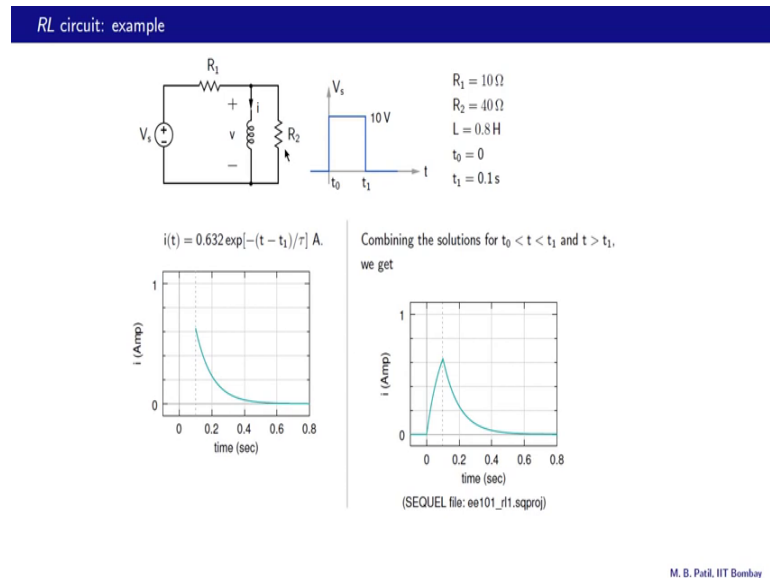 RL circuit: example
R₁
+
i
Vₛ
+
−
v
R₂
−
Vₛ
10 V
t₀
t₁
t
R₁ = 10 Ω
R₂ = 40 Ω
L = 0.8 H
t₀ = 0
t₁ = 0.1 s
i(t) = 0.632 exp[−(t − t₁)/τ] A.
1
0
i (Amp)
0 0.2 0.4 0.6 0.8
time (sec)
Combining the solutions for t₀ < t < t₁ and t > t₁,
we get
1
0
i (Amp)
0 0.2 0.4 0.6 0.8
time (sec)
(SEQUEL file: ee101_rl1.sqproj)
M. B. Patil, IIT Bombay